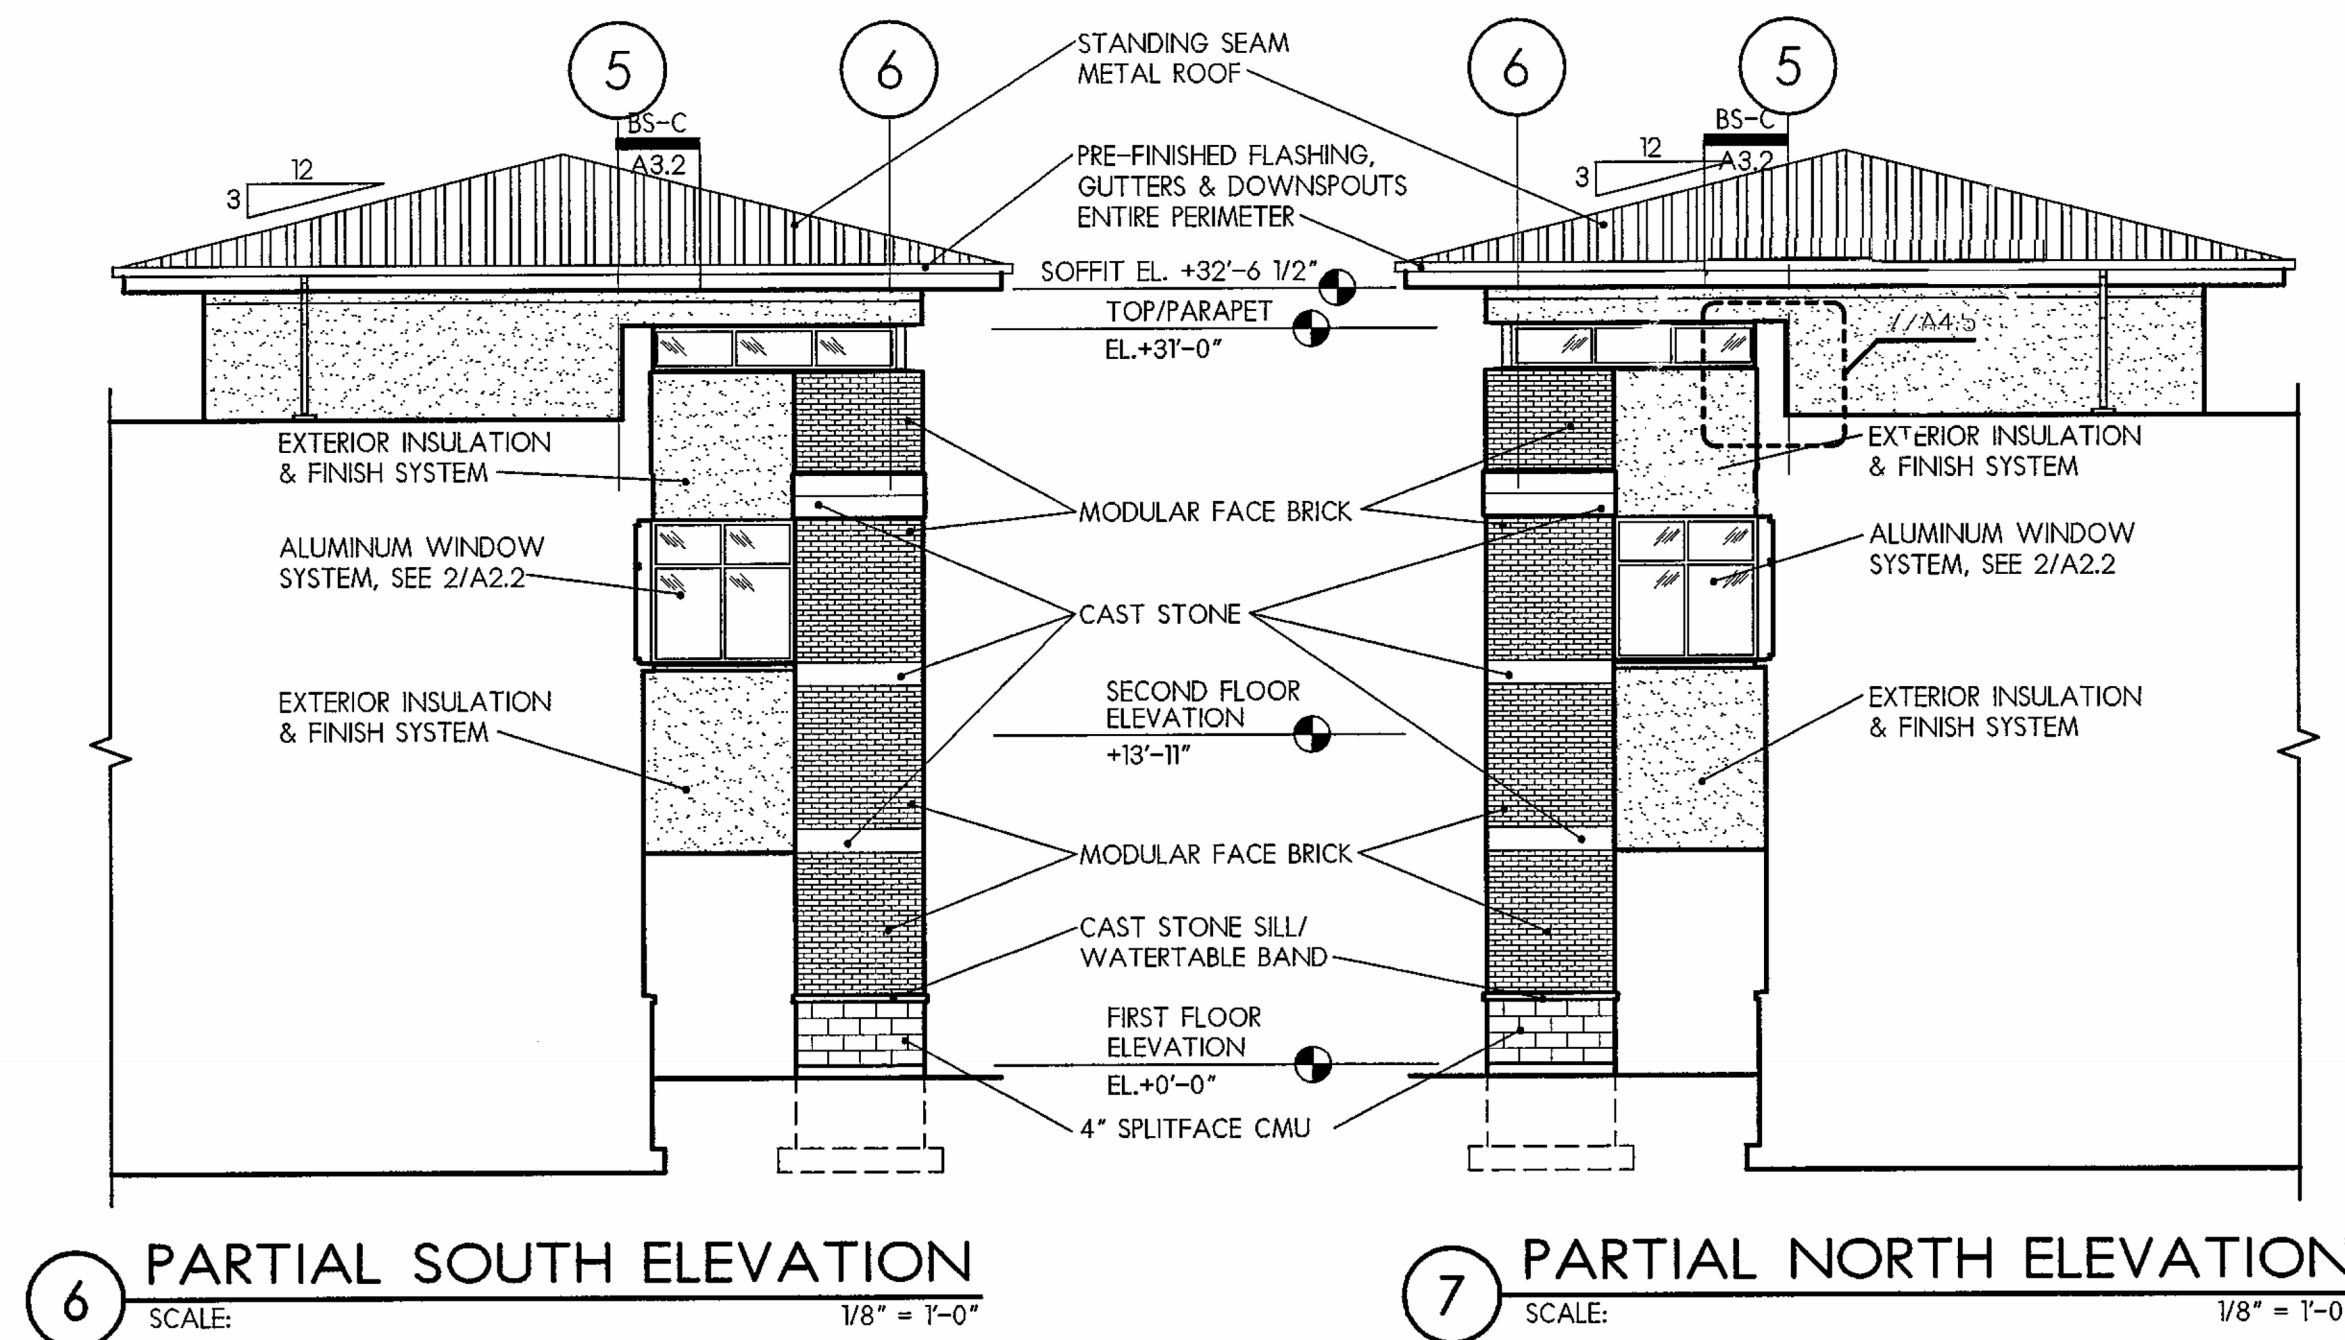 5
6
BS-C
A3.2
12
3
STANDING SEAM
METAL ROOF
PRE-FINISHED FLASHING,
GUTTERS & DOWNSPOUTS
ENTIRE PERIMETER
SOFFIT EL. +32'-6 1/2"
TOP/PARAPET
EL.+31'-0"
6
5
BS-C
A3.2
12
3
EXTERIOR INSULATION
& FINISH SYSTEM
ALUMINUM WINDOW
SYSTEM, SEE 2/A2.2
EXTERIOR INSULATION
& FINISH SYSTEM
MODULAR FACE BRICK
CAST STONE
SECOND FLOOR
ELEVATION
+13'-11"
MODULAR FACE BRICK
CAST STONE SILL/
WATERTABLE BAND
FIRST FLOOR
ELEVATION
EL.+0'-0"
4" SPLITFACE CMU
EXTERIOR INSULATION
& FINISH SYSTEM
ALUMINUM WINDOW
SYSTEM, SEE 2/A2.2
EXTERIOR INSULATION
& FINISH SYSTEM
6
PARTIAL SOUTH ELEVATION
SCALE:
1/8" = 1'-0"
7
PARTIAL NORTH ELEVATION
SCALE:
1/8" = 1'-0